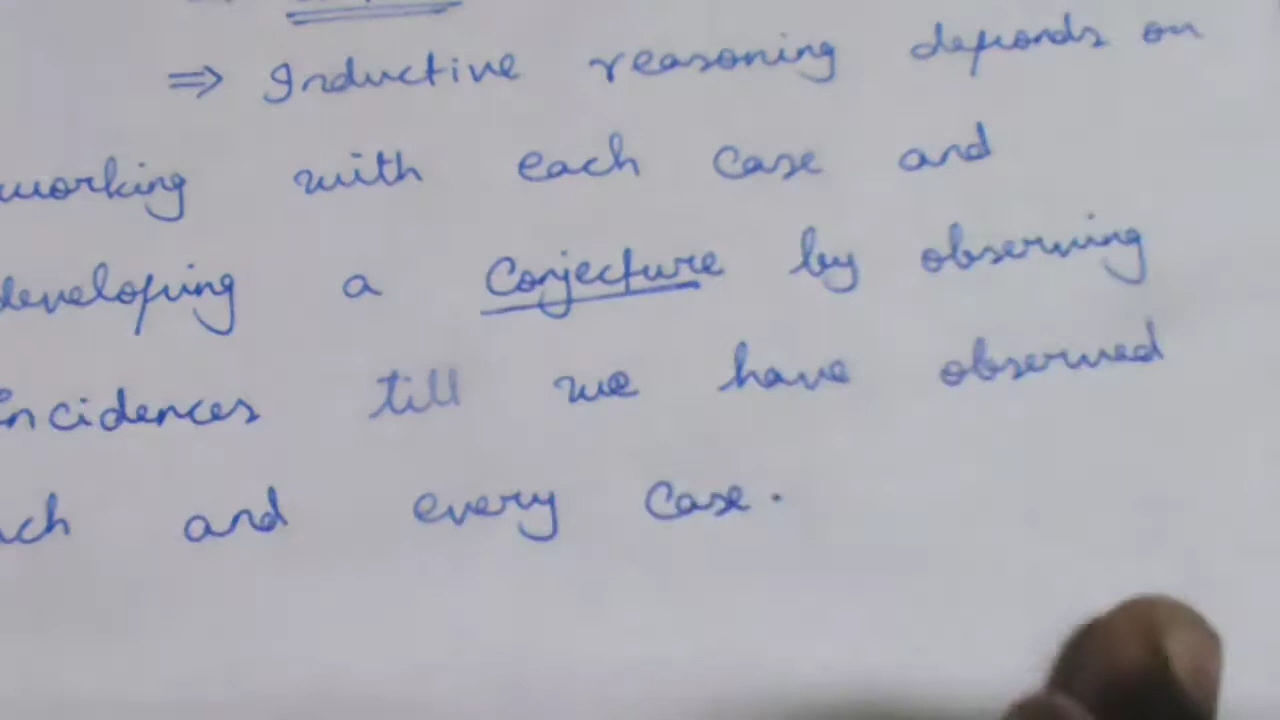 ⇒ Inductive reasoning depends on
working with each case and
developing a Conjecture by observing
incidences till we have observed
ach and every case.